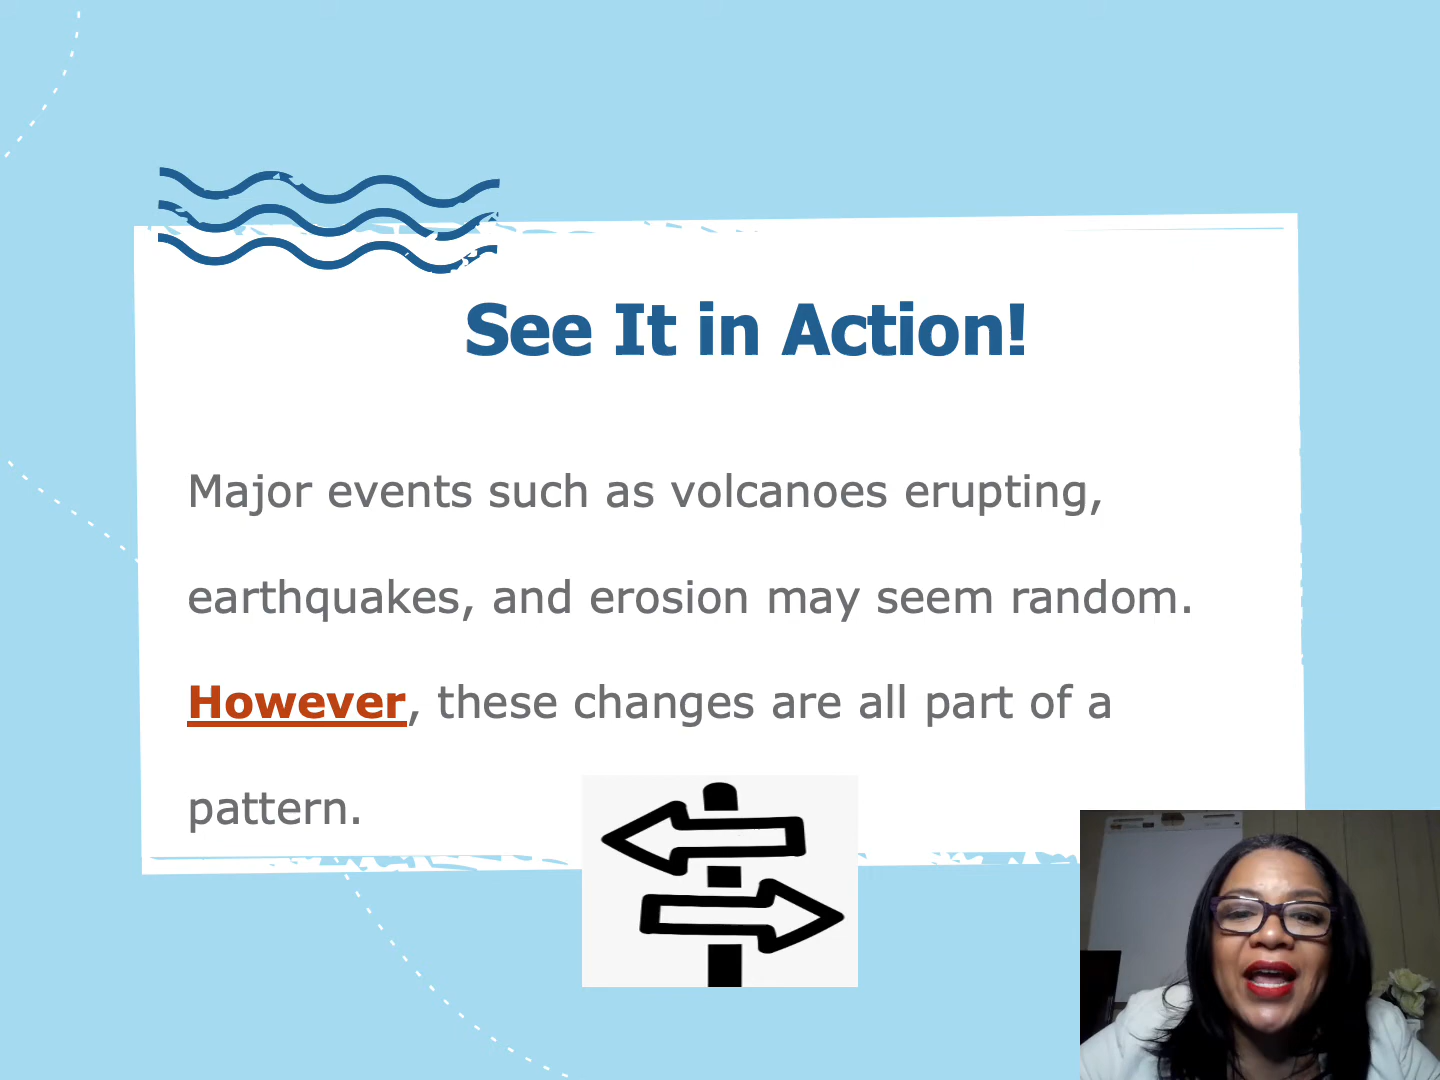 See It in Action!
Major events such as volcanoes erupting,
earthquakes, and erosion may seem random.
However, these changes are all part of a
pattern.